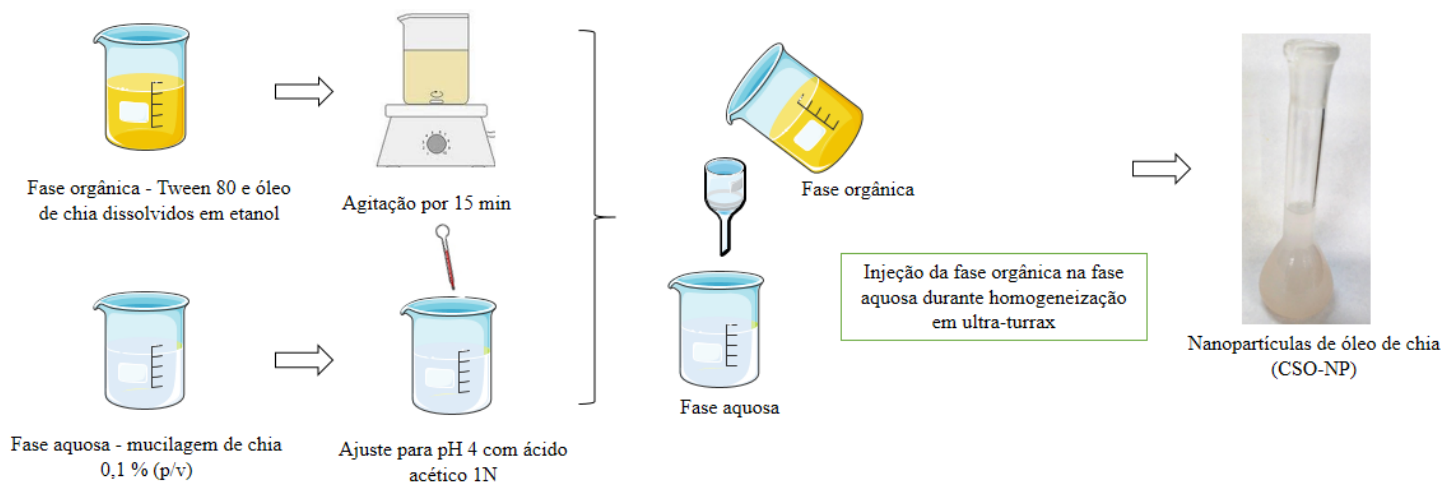 Fase orgânica - Tween 80 e óleo
de chia dissolvidos em etanol
Agitação por 15 min
Fase aquosa - mucilagem de chia
0,1 % (p/v)
Ajuste para pH 4 com ácido
acético 1N
Fase orgânica
Fase aquosa
Injeção da fase orgânica na fase
aquosa durante homogeneização
em ultra-turrax
Nanopartículas de óleo de chia
(CSO-NP)